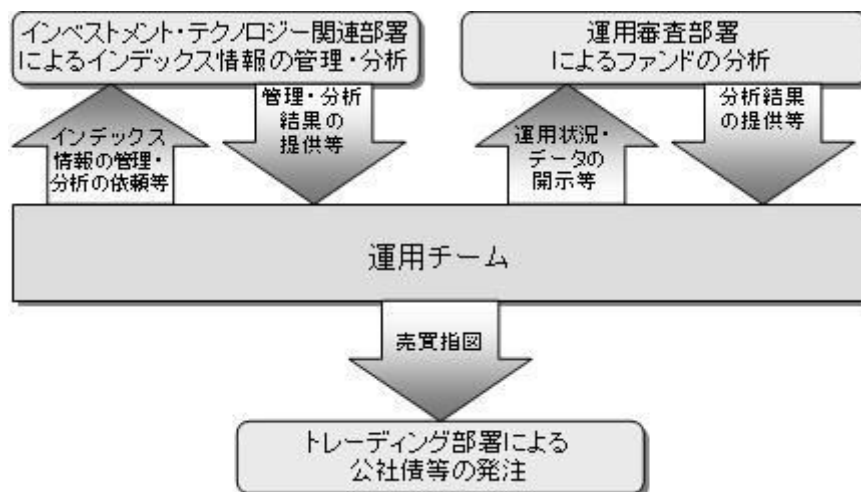 インベストメント・テクノロジー関連部署
によるインデックス情報の管理・分析
運用審査部署
によるファンドの分析
インデックス
情報の管理・
分析の依頼等
管理・分析
結果の
提供等
運用状況・
データの
開示等
分析結果
の提供等
運用チーム
売買指図
トレーディング部署による
公社債等の発注